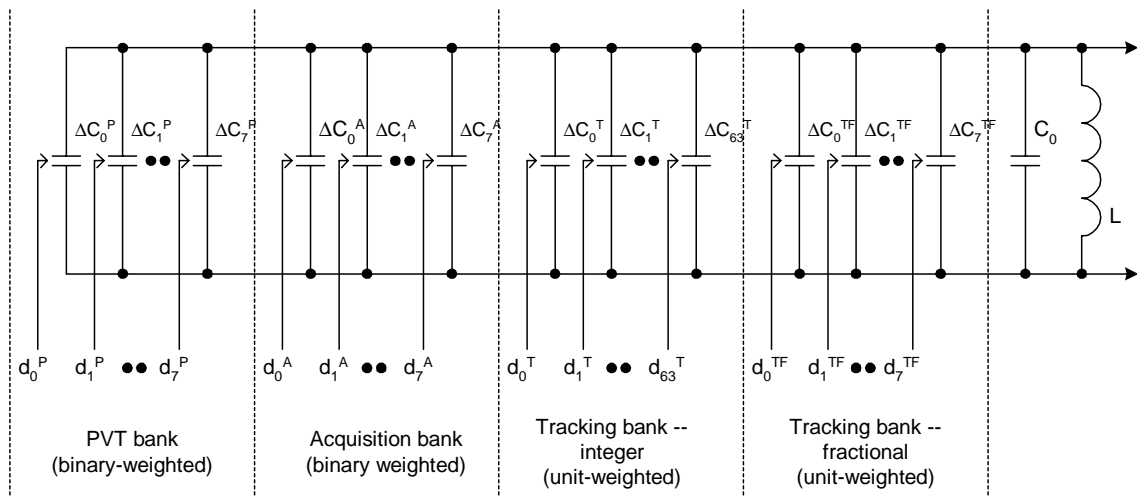 ΔC₀ᴾ ΔC₁ᴾ ΔC₇ᴾ ΔC₀ᴬ ΔC₁ᴬ ΔC₇ᴬ ΔC₀ᵀ ΔC₁ᵀ ΔC₆₃ᵀ ΔC₀ᵀᶠ ΔC₁ᵀᶠ ΔC₇ᵀᶠ C₀
L
d₀ᴾ d₁ᴾ d₇ᴾ d₀ᴬ d₁ᴬ d₇ᴬ d₀ᵀ d₁ᵀ d₆₃ᵀ d₀ᵀᶠ d₁ᵀᶠ d₇ᵀᶠ
PVT bank
(binary-weighted)
Acquisition bank
(binary weighted)
Tracking bank --
integer
(unit-weighted)
Tracking bank --
fractional
(unit-weighted)